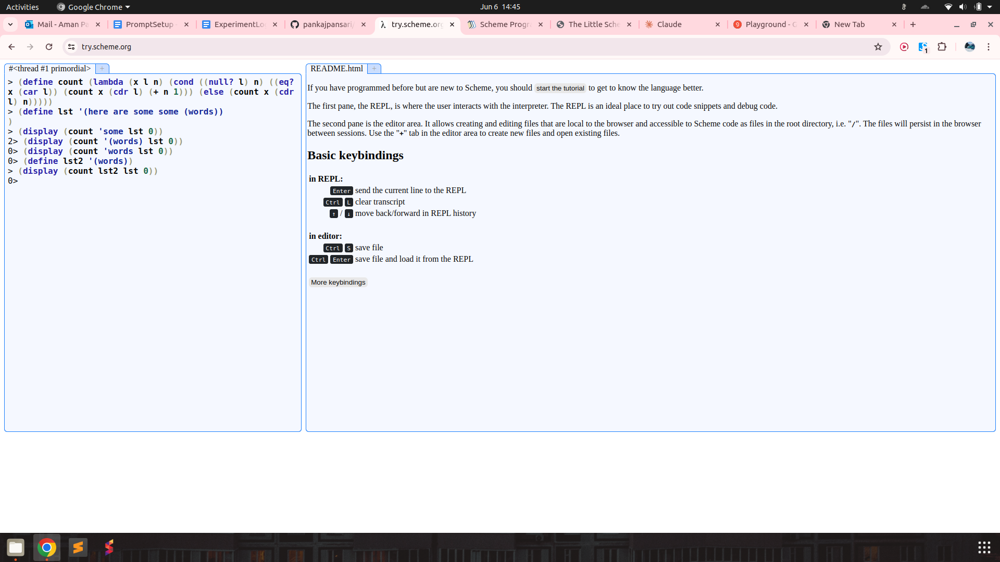 Activities
Google Chrome
Jun 6 14:45
Mail - Aman Pa
PromptSetup -
ExperimentLo
pankajpansari/
try.scheme.org
Scheme Progr
The Little Sche
Claude
Playground - G
New Tab
try.scheme.org
1
#<thread #1 primordial> +
> (define count (lambda (x l n) (cond ((null? l) n) ((eq?
x (car l)) (count x (cdr l) (+ n 1))) (else (count x (cdr
l) n)))))
> (define lst '(here are some some (words))
)
> (display (count 'some lst 0))
2> (display (count '(words) lst 0))
0> (display (count 'words lst 0))
0> (define lst2 '(words))
> (display (count lst2 lst 0))
0>
README.html +
If you have programmed before but are new to Scheme, you should start the tutorial to get to know the language better.
The first pane, the REPL, is where the user interacts with the interpreter. The REPL is an ideal place to try out code snippets and debug code.
The second pane is the editor area. It allows creating and editing files that are local to the browser and accessible to Scheme code as files in the root directory, i.e. "/". The files will persist in the browser
between sessions. Use the "+" tab in the editor area to create new files and open existing files.
Basic keybindings
in REPL:
Enter send the current line to the REPL
Ctrl L clear transcript
↑ / ↓ move back/forward in REPL history
in editor:
Ctrl S save file
Ctrl Enter save file and load it from the REPL
More keybindings